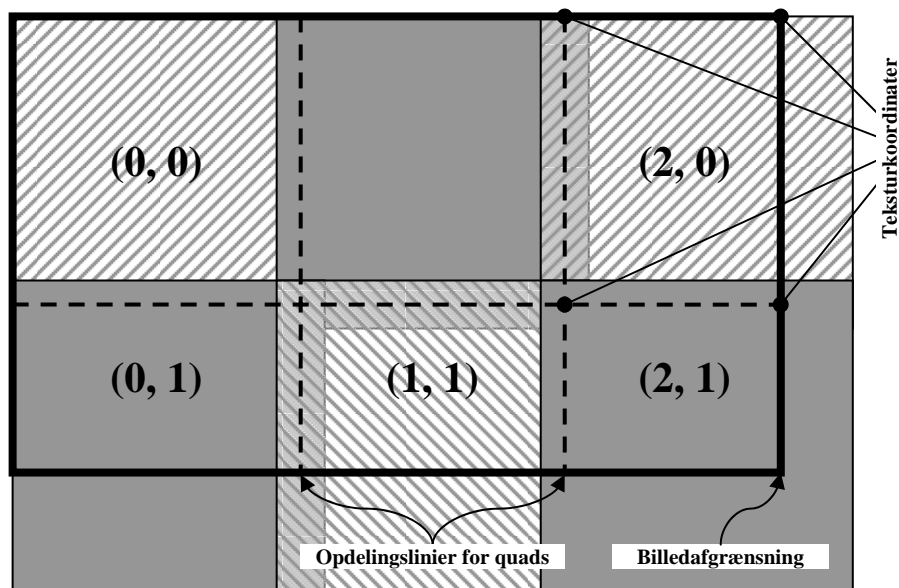 (0, 0)
(2, 0)
Teksturkoordinater
(0, 1)
(1, 1)
(2, 1)
Opdelingslinier for quads
Billedafgrænsning